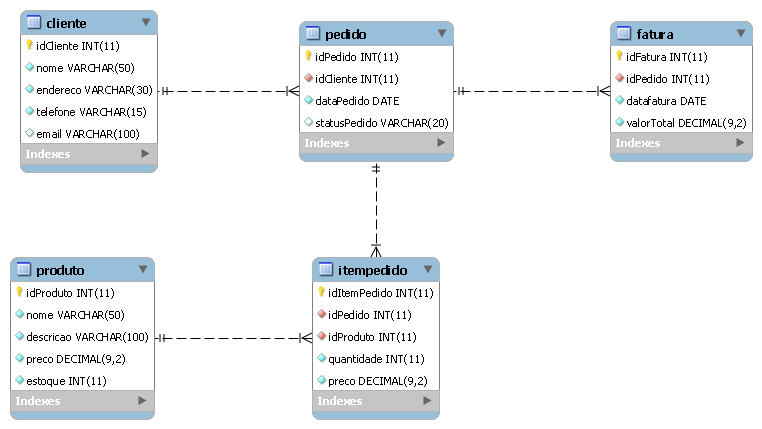 cliente
idCliente INT(11)
nome VARCHAR(50)
endereco VARCHAR(30)
telefone VARCHAR(15)
email VARCHAR(100)
Indexes
pedido
idPedido INT(11)
idCliente INT(11)
dataPedido DATE
statusPedido VARCHAR(20)
Indexes
fatura
idFatura INT(11)
idPedido INT(11)
datafatura DATE
valorTotal DECIMAL(9,2)
Indexes
produto
idProduto INT(11)
nome VARCHAR(50)
descricao VARCHAR(100)
preco DECIMAL(9,2)
estoque INT(11)
Indexes
itempedido
idItemPedido INT(11)
idPedido INT(11)
idProduto INT(11)
quantidade INT(11)
preco DECIMAL(9,2)
Indexes